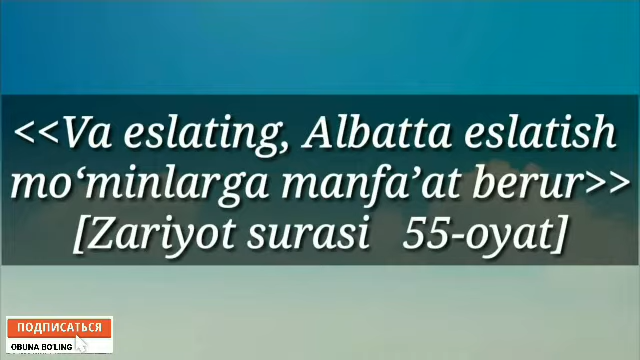 <<Va eslating, Albatta eslatish
mo‘minlarga manfa’at berur>>
[Zariyot surasi 55-oyat]
ПОДПИСАТЬСЯ
OBUNA BO'LING